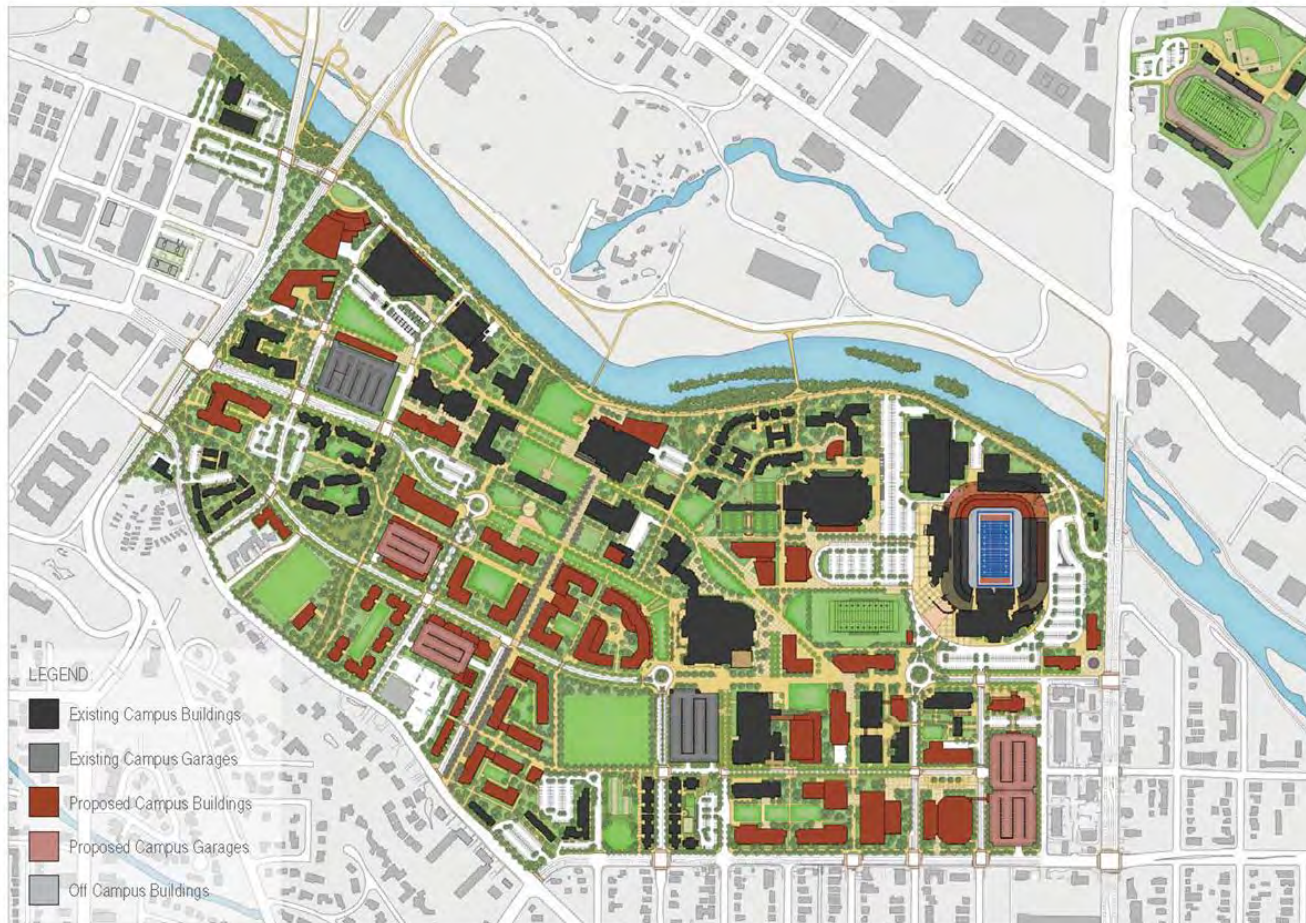 LEGEND
Existing Campus Buildings
Existing Campus Garages
Proposed Campus Buildings
Proposed Campus Garages
Off Campus Buildings